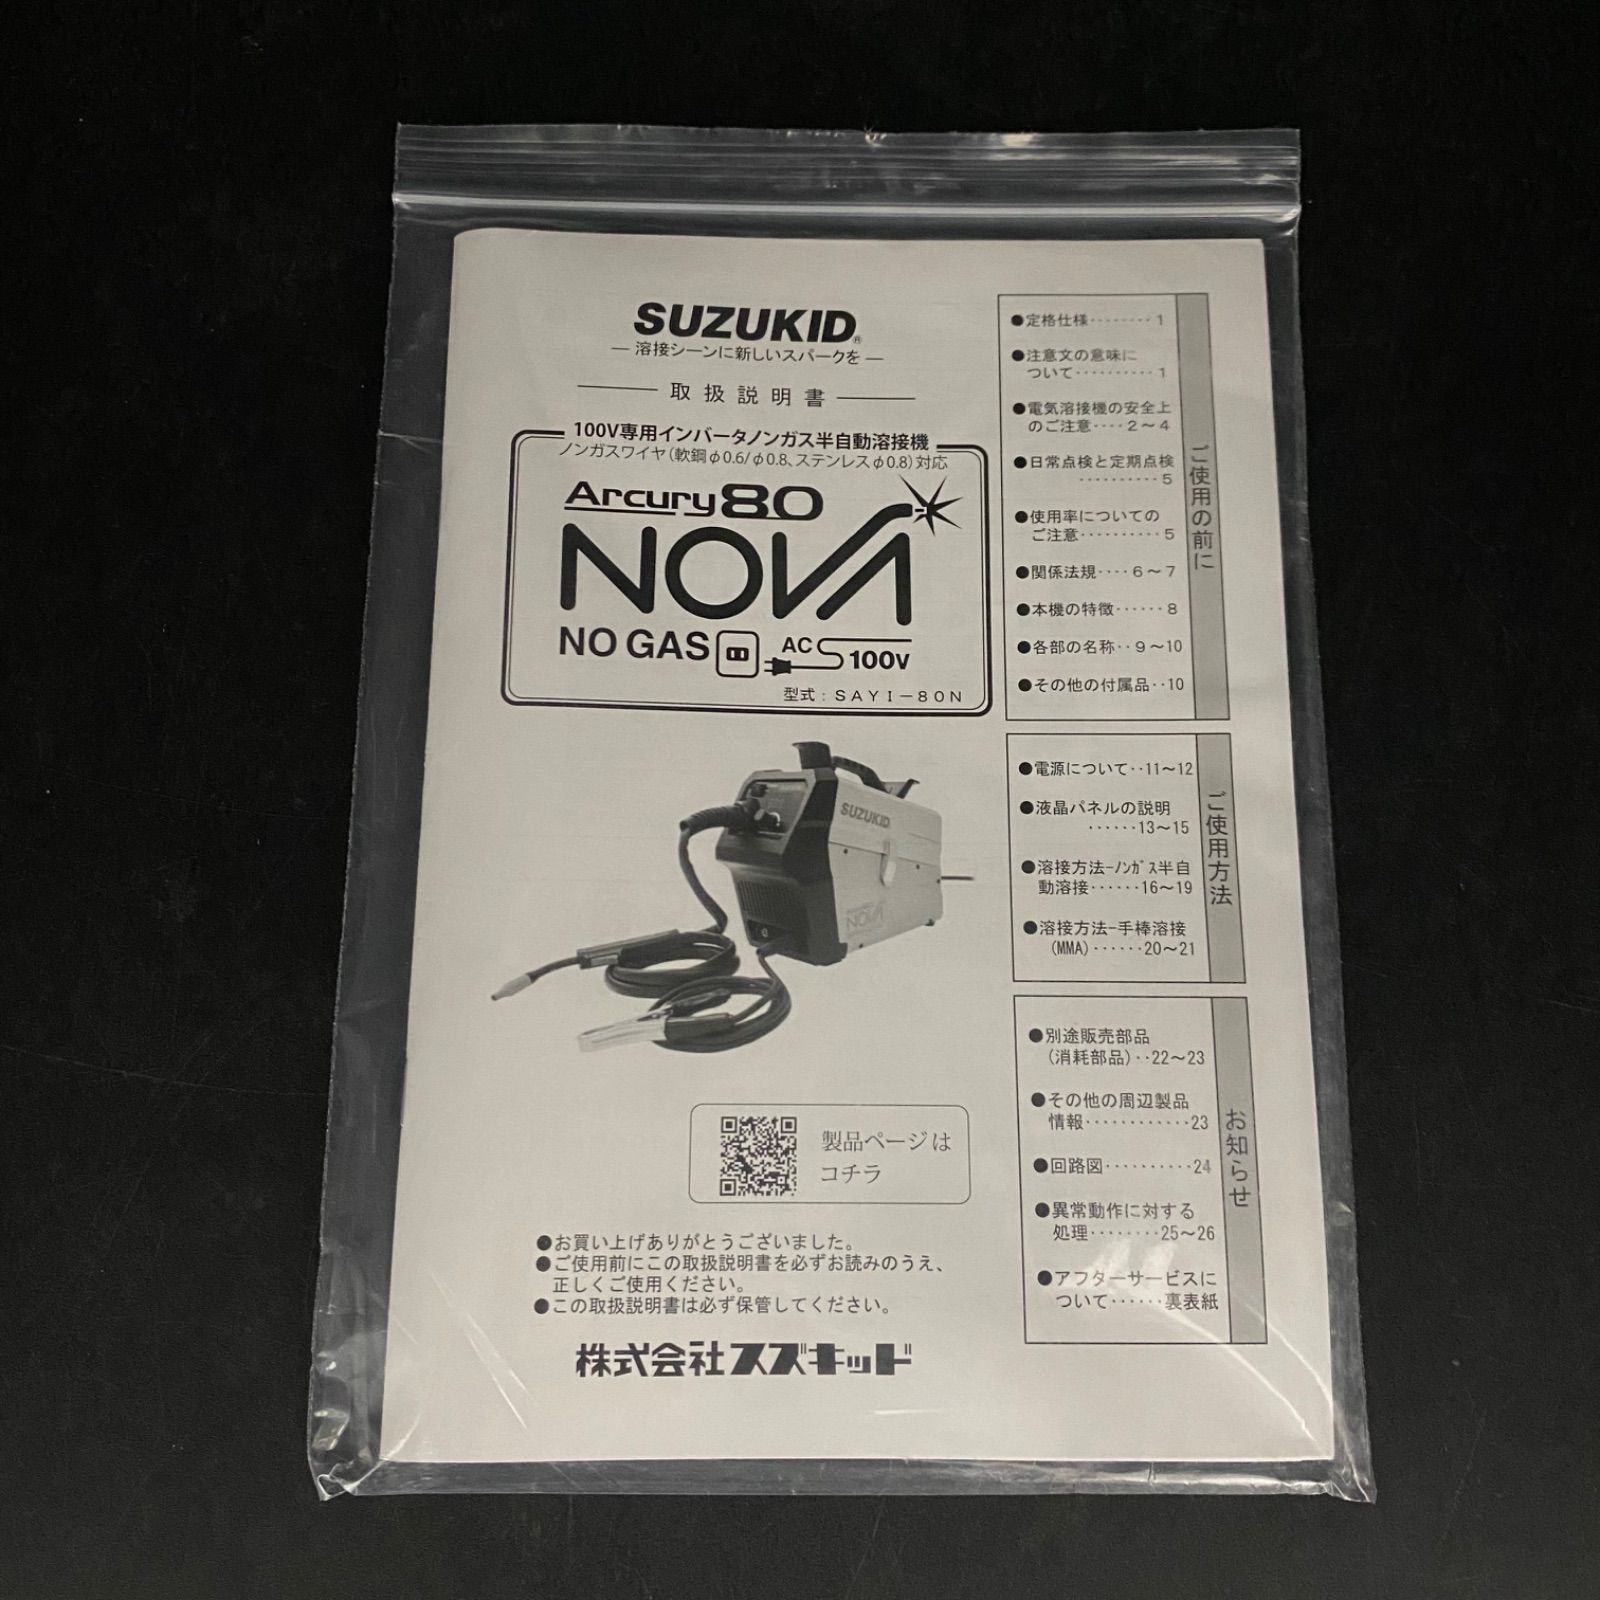 SUZUKID®
― 溶接シーンに新しいスパークを ―
取扱説明書
100V専用インバータノンガス半自動溶接機
ノンガスワイヤ(軟鋼φ0.6/φ0.8、ステンレスφ0.8)対応
Arcury80
NOVA
NO GAS AC 100V
型式:SAYI-80N
SUZUKID
NOVA
製品ページは
コチラ
●お買い上げありがとうございました。
●ご使用前にこの取扱説明書を必ずお読みのうえ、
正しくご使用ください。
●この取扱説明書は必ず保管してください。
株式会社スズキッド
ご使用の前に
●定格仕様········1
●注意文の意味に
ついて··········1
●電気溶接機の安全上
のご注意····2～4
●日常点検と定期点検
··········5
●使用率についての
ご注意··········5
●関係法規····6～7
●本機の特徴······8
●各部の名称··9～10
●その他の付属品··10
ご使用方法
●電源について··11～12
●液晶パネルの説明
······13～15
●溶接方法-ﾉﾝｶﾞｽ半自
動溶接······16～19
●溶接方法-手棒溶接
(MMA)······20～21
お知らせ
●別途販売部品
(消耗部品)··22～23
●その他の周辺製品
情報············23
●回路図··········24
●異常動作に対する
処理········25～26
●アフターサービスに
ついて······裏表紙